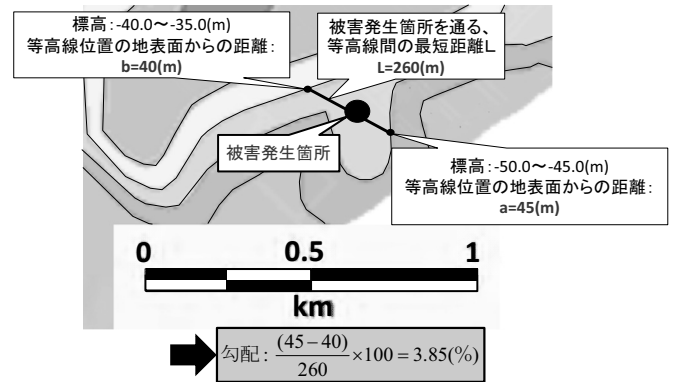 標高:-40.0～-35.0(m)
等高線位置の地表面からの距離:
b=40(m)
被害発生箇所を通る、
等高線間の最短距離L
L=260(m)
被害発生箇所
標高:-50.0～-45.0(m)
等高線位置の地表面からの距離:
a=45(m)
0 0.5 1
km
勾配: (45−40)/260 ×100=3.85(%)